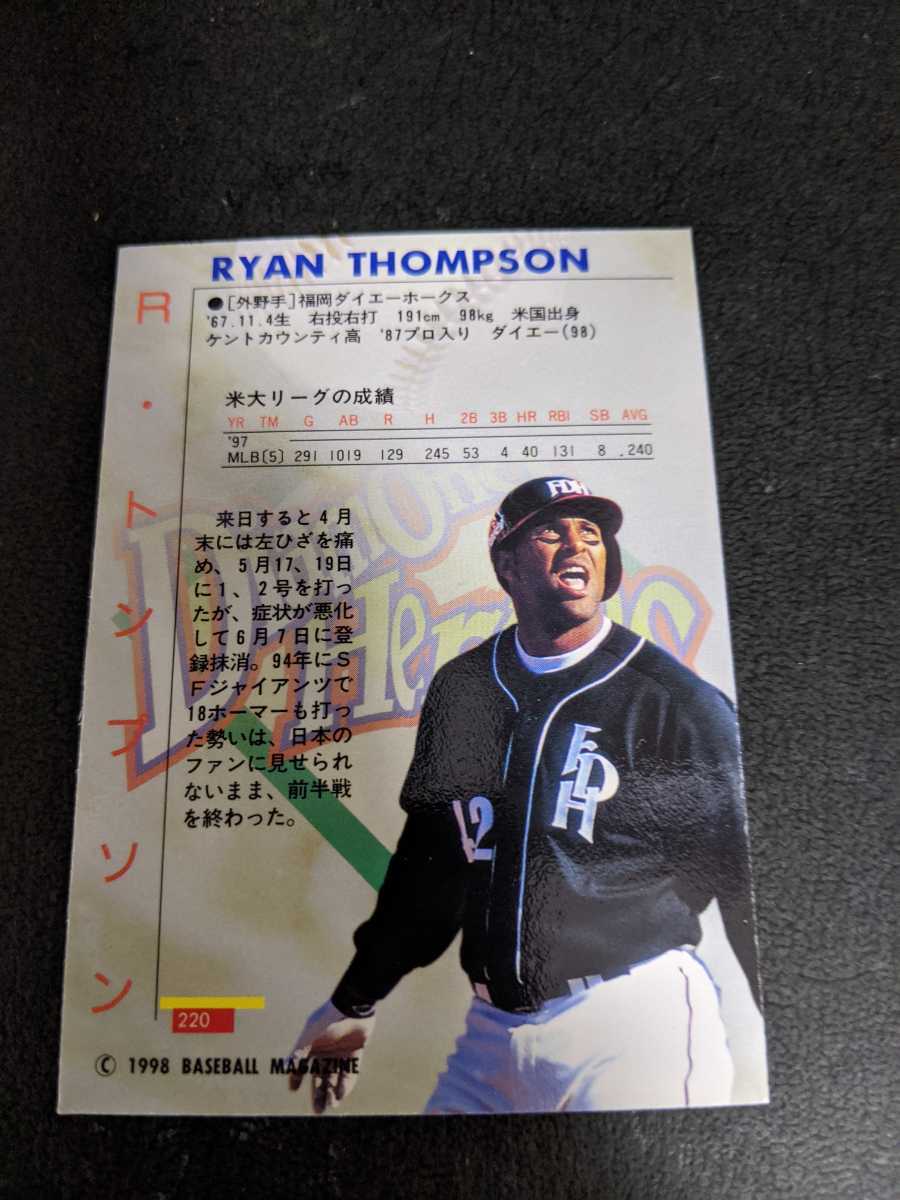 RYAN THOMPSON
R・トンプソン
●[外野手]福岡ダイエーホークス
'67.11.4生 右投右打 191cm 98kg 米国出身
ケントカウンティ高 '87プロ入り ダイエー(98)
米大リーグの成績
YR TM G AB R H 2B 3B HR RBI SB AVG
'97
MLB(5) 291 1019 129 245 53 4 40 131 8 .240
来日すると4月
末には左ひざを痛
め、5月17、19日
に1、2号を打っ
たが、症状が悪化
して6月7日に登
録抹消。94年にS
Fジャイアンツで
18ホーマーも打っ
た勢いは、日本の
ファンに見せられ
ないまま、前半戦
を終わった。
FDH
FDH
42
220
© 1998 BASEBALL MAGAZINE